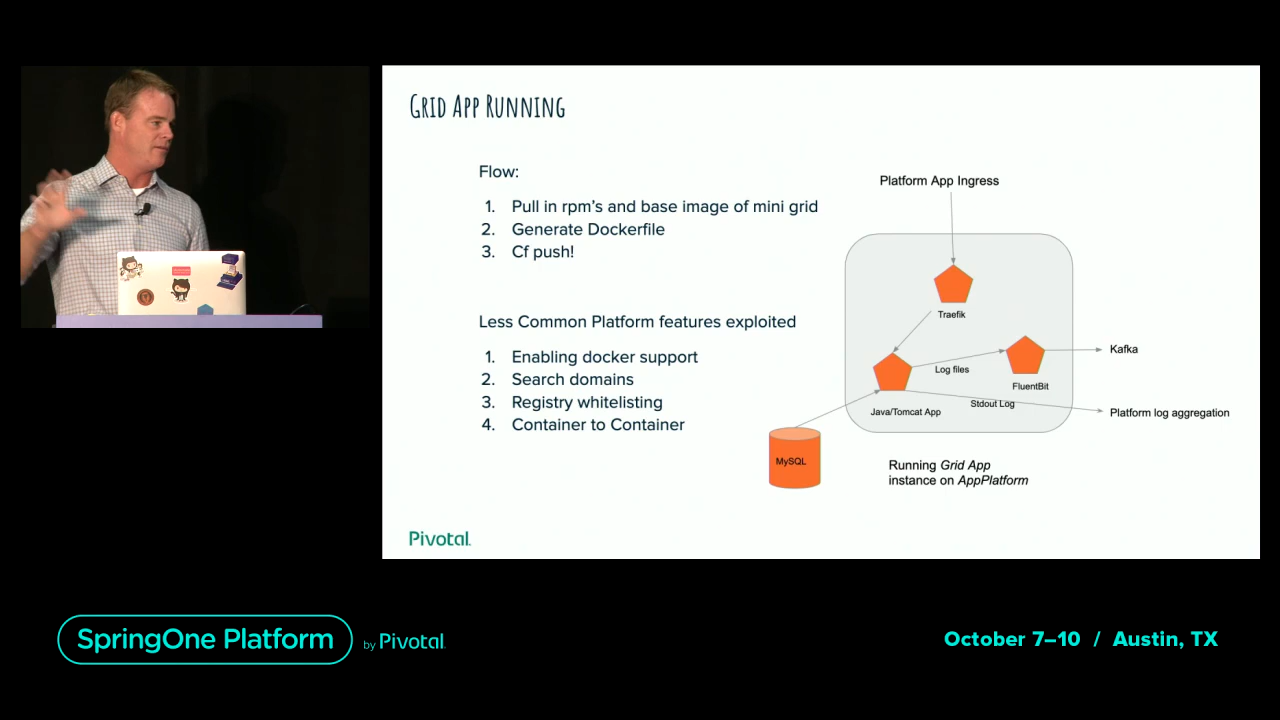 GRID APP RUNNING
Flow:
1. Pull in rpm's and base image of mini grid
2. Generate Dockerfile
3. Cf push!
Less Common Platform features exploited
1. Enabling docker support
2. Search domains
3. Registry whitelisting
4. Container to Container
Platform App Ingress
Traefik
Log files
FluentBit
Kafka
Java/Tomcat App
Stdout Log
Platform log aggregation
MySQL
Running Grid App
instance on AppPlatform
Pivotal
SpringOne Platform by Pivotal
October 7–10 / Austin, TX